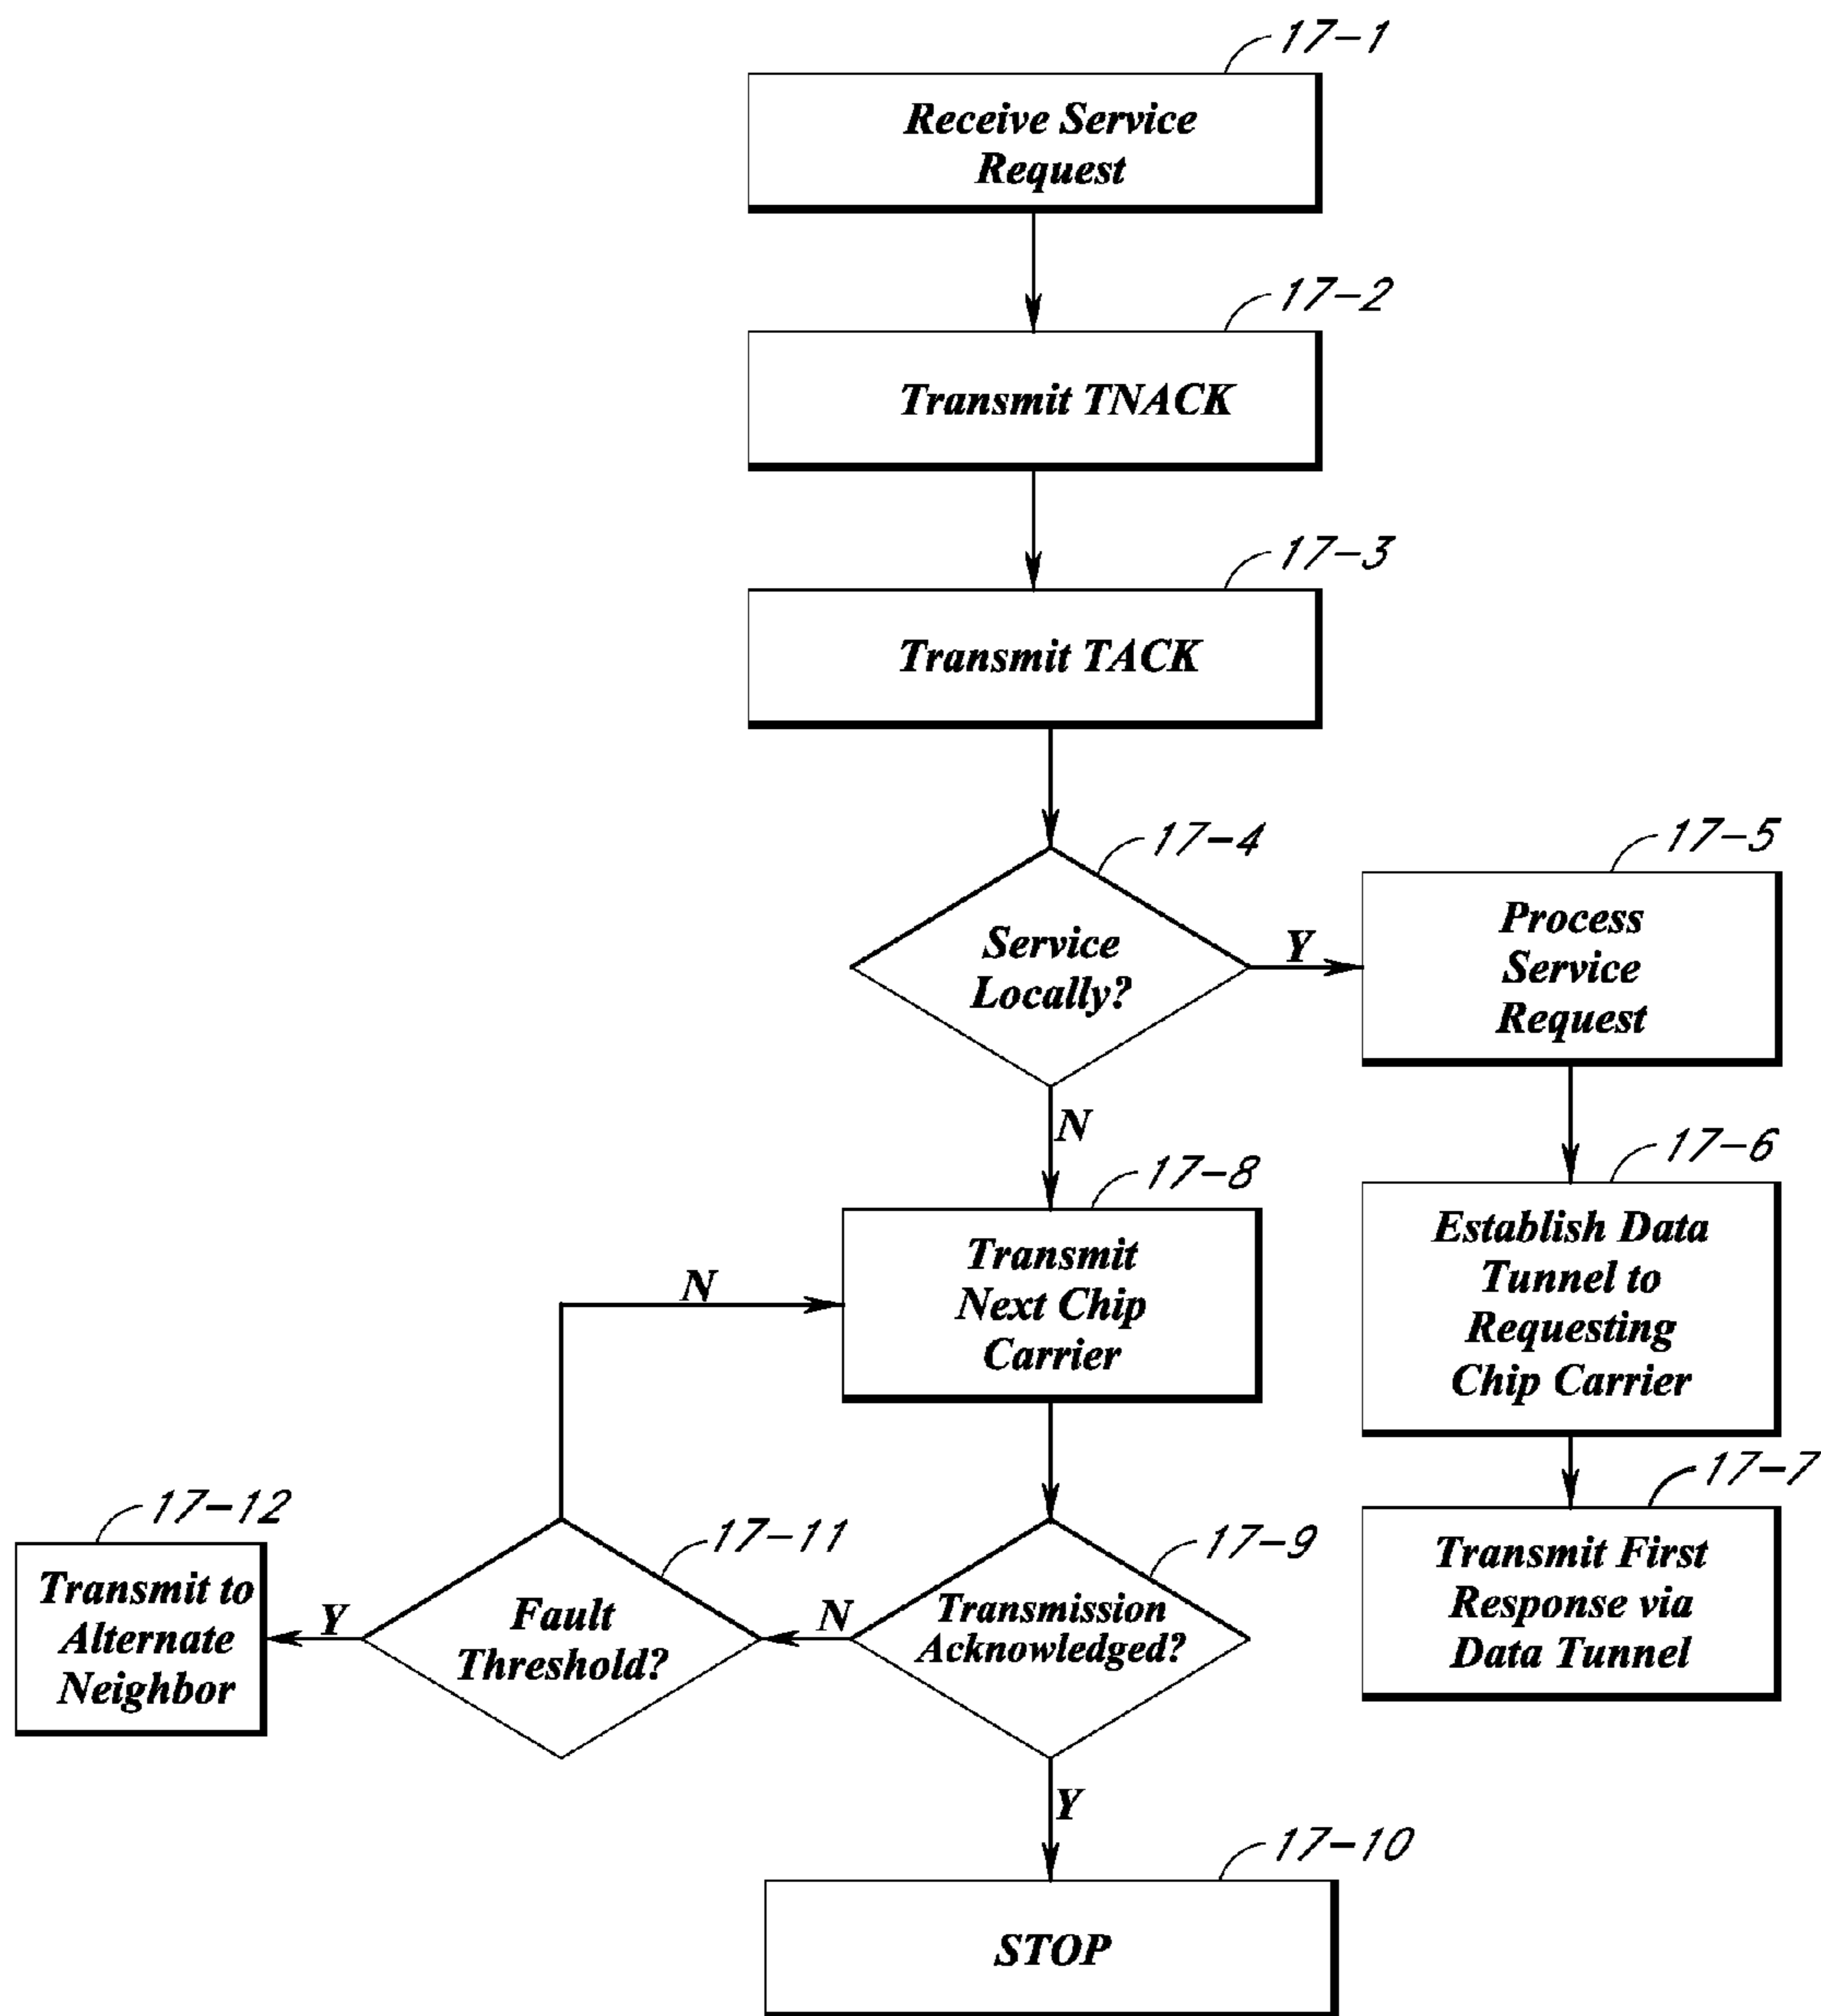 17-1
Receive Service
Request
17-2
Transmit TNACK
17-3
Transmit TACK
17-4
Service
Locally?
Y
N
17-5
Process
Service
Request
17-6
Establish Data
Tunnel to
Requesting
Chip Carrier
17-7
Transmit First
Response via
Data Tunnel
17-8
Transmit
Next Chip
Carrier
N
17-9
Transmission
Acknowledged?
N
Y
17-11
Fault
Threshold?
Y
17-12
Transmit to
Alternate
Neighbor
17-10
STOP